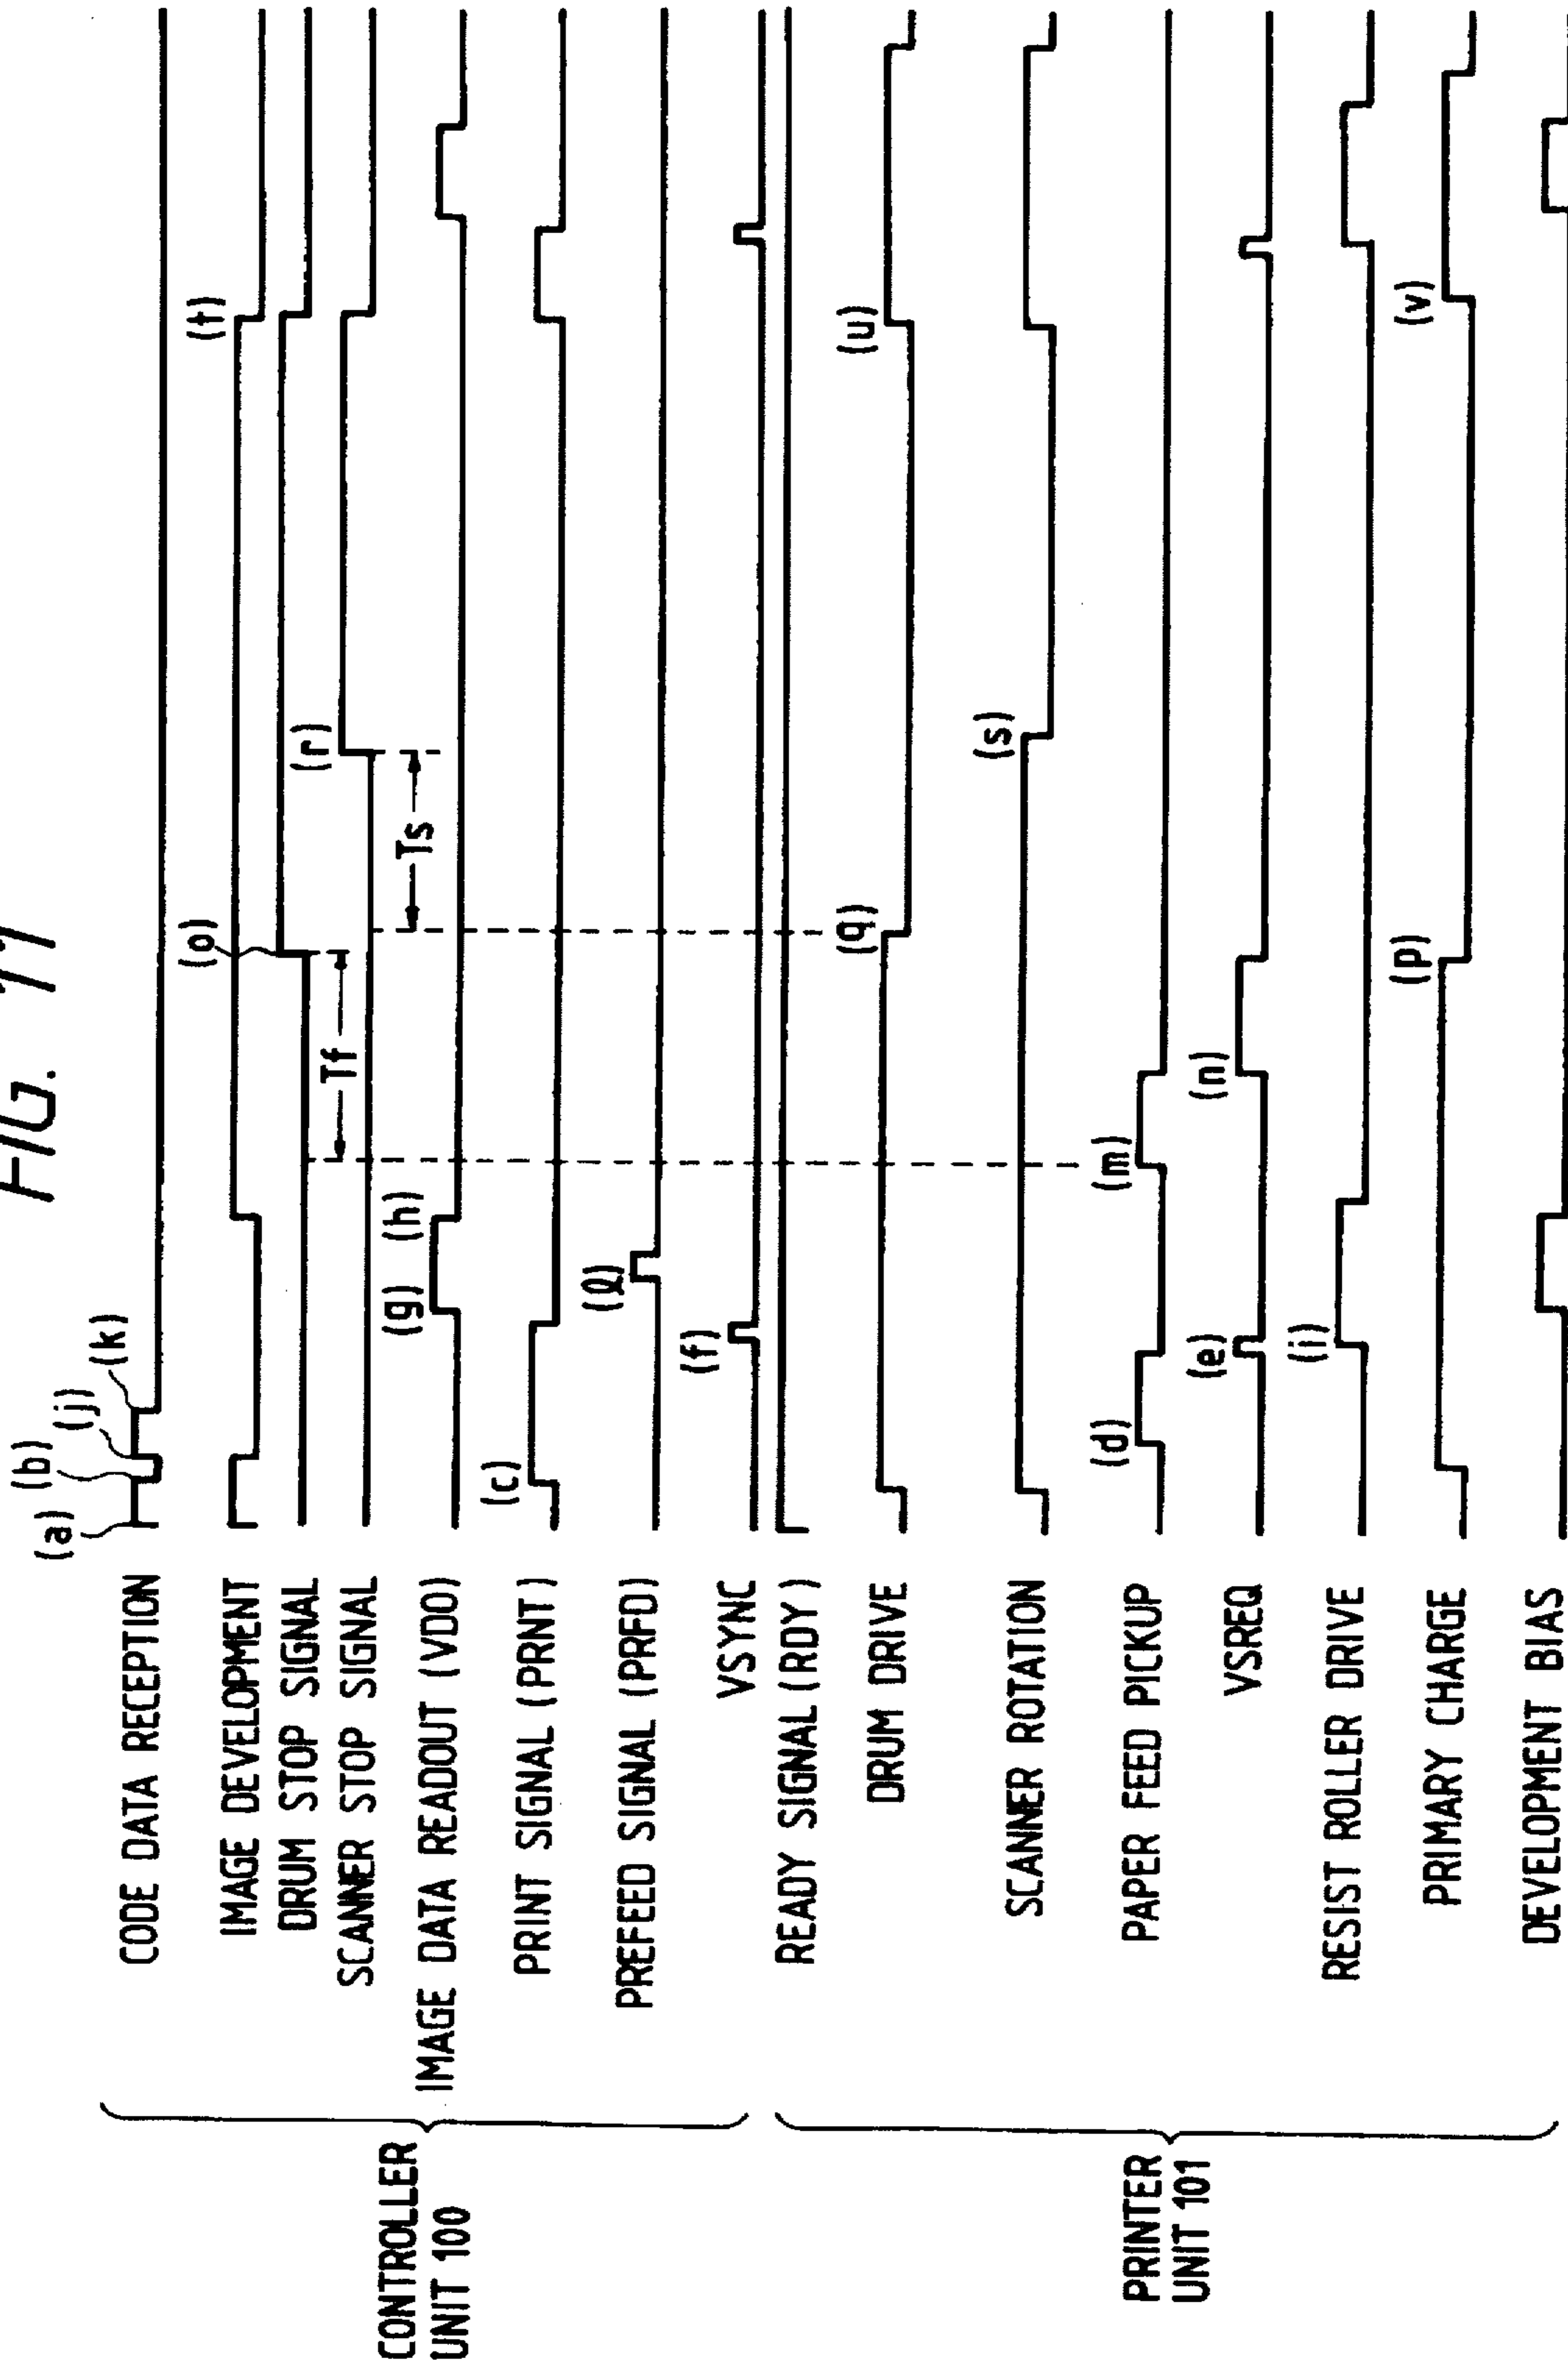 FIG. 11
CONTROLLER
UNIT 100
PRINTER
UNIT 101
CODE DATA RECEPTION
(a)
(b)
(j)
(k)
IMAGE DEVELOPMENT
(t)
DRUM STOP SIGNAL
(o)
Tf
SCANNER STOP SIGNAL
(r)
Ts
IMAGE DATA READOUT (VDO)
(g)
(h)
PRINT SIGNAL (PRNT)
(c)
PREFEED SIGNAL (PRFD)
(ℓ)
VSYNC
(f)
READY SIGNAL (RDY)
DRUM DRIVE
(q)
(u)
SCANNER ROTATION
(s)
PAPER FEED PICKUP
(d)
(m)
VSREQ
(e)
(n)
RESIST ROLLER DRIVE
(i)
PRIMARY CHARGE
(p)
(v)
DEVELOPMENT BIAS